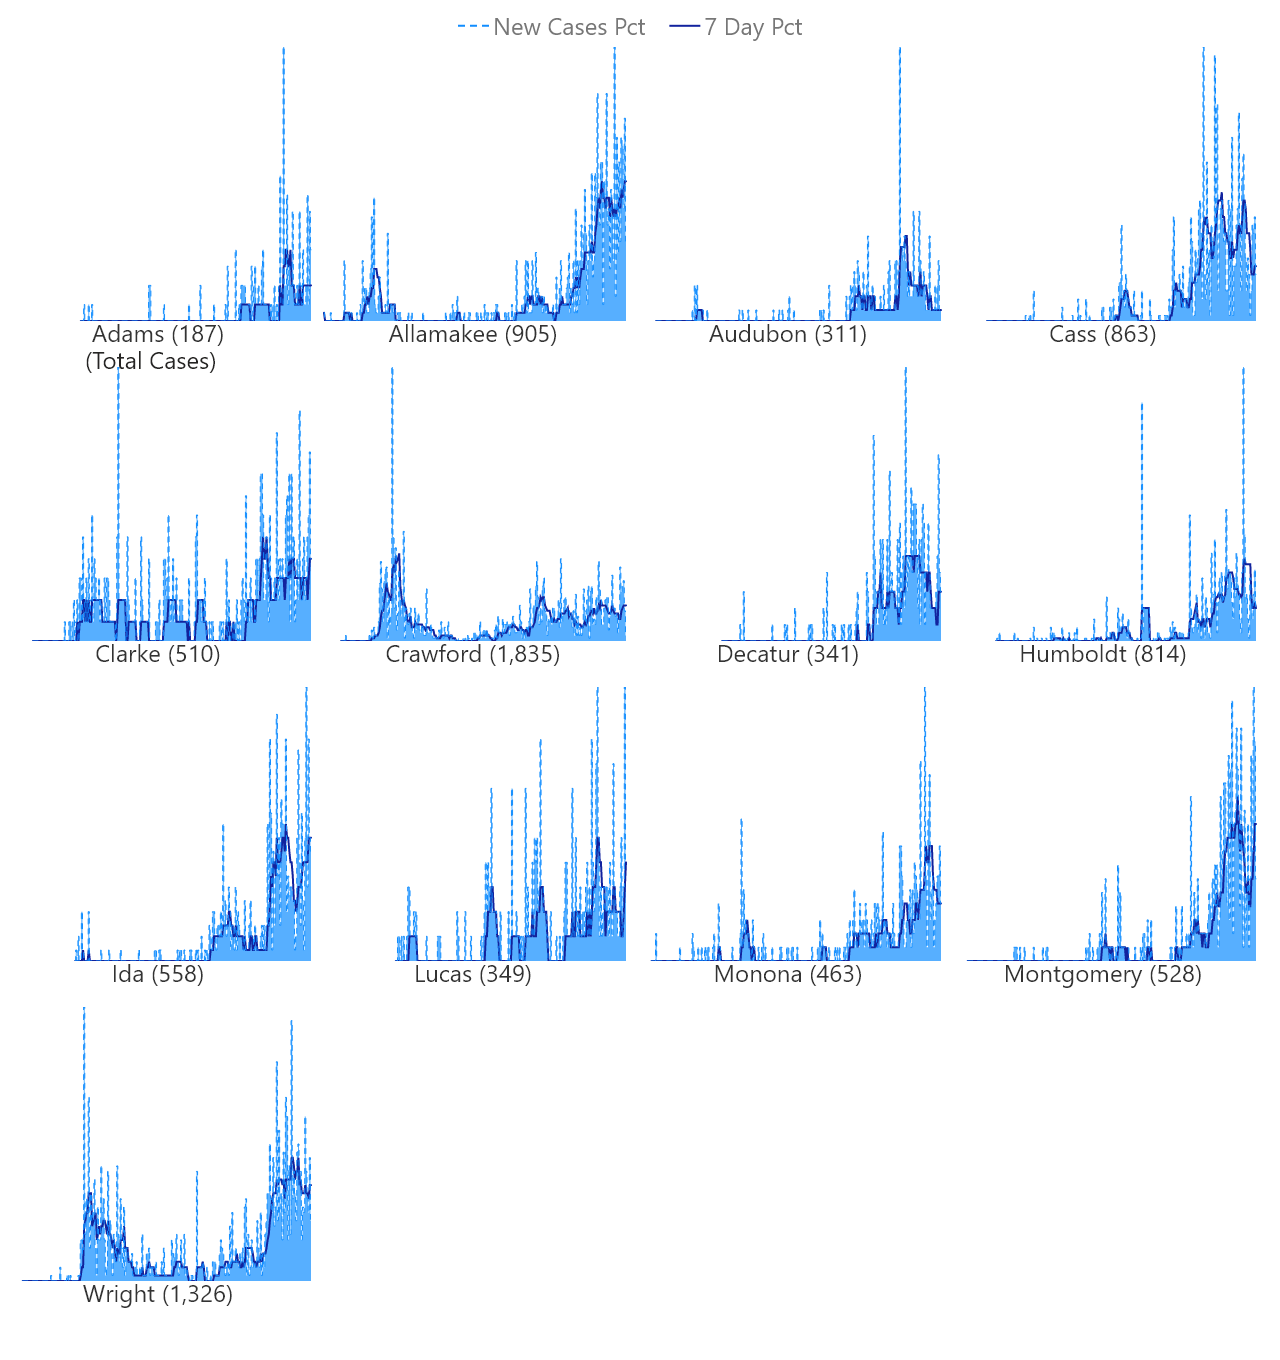 New Cases Pct 7 Day Pct
Adams (187) Allamakee (905) Audubon (311) Cass (863)
(Total Cases)
Clarke (510) Crawford (1,835) Decatur (341) Humboldt (814)
Ida (558) Lucas (349) Monona (463) Montgomery (528)
Wright (1,326)